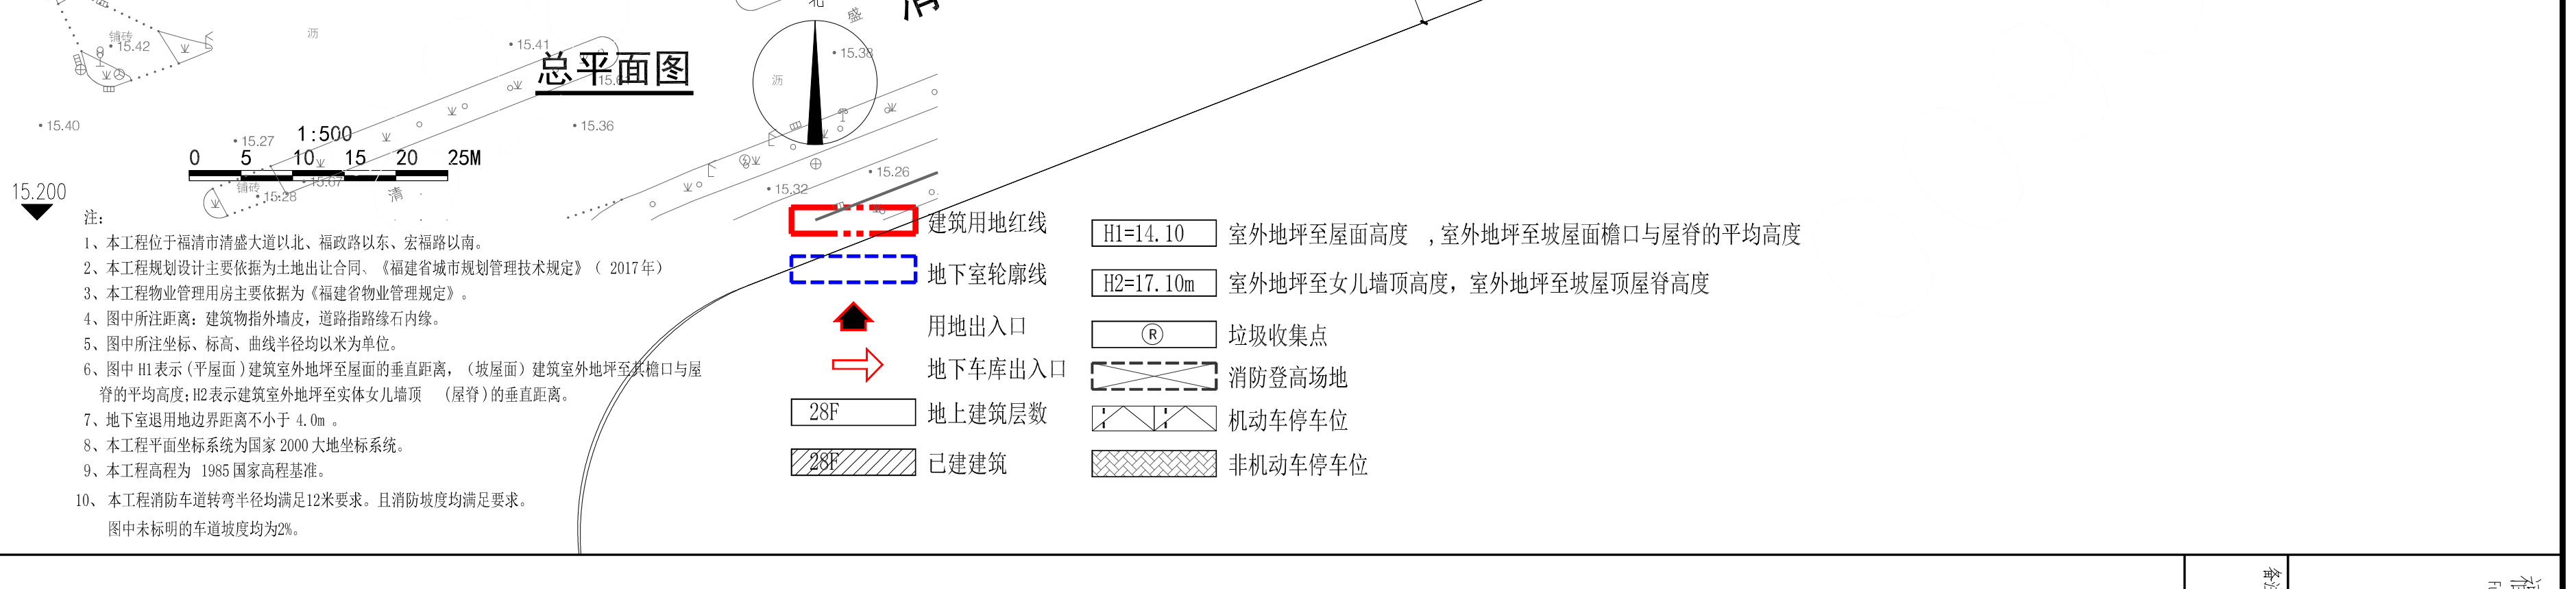 北
盛
沥
铺砖
15.42
15.41
15.38
总平面图
沥
15.40
15.27
15.36
1:500
0 5 10 15 20 25M
15.26
15.32
铺砖
15.28
清
15.200
注:
1、本工程位于福清市清盛大道以北、福政路以东、宏福路以南。
2、本工程规划设计主要依据为土地出让合同、《福建省城市规划管理技术规定》( 2017年)
3、本工程物业管理用房主要依据为《福建省物业管理规定》。
4、图中所注距离: 建筑物指外墙皮, 道路指路缘石内缘。
5、图中所注坐标、标高、曲线半径均以米为单位。
6、图中 H1表示(平屋面)建筑室外地坪至屋面的垂直距离, (坡屋面) 建筑室外地坪至其檐口与屋
脊的平均高度;H2表示建筑室外地坪至实体女儿墙顶 (屋脊)的垂直距离。
7、地下室退用地边界距离不小于 4.0m 。
8、本工程平面坐标系统为国家 2000大地坐标系统。
9、本工程高程为 1985国家高程基准。
10、本工程消防车道转弯半径均满足12米要求。且消防坡度均满足要求。
图中未标明的车道坡度均为2%。
建筑用地红线
地下室轮廓线
用地出入口
地下车库出入口
28F 地上建筑层数
28F 已建建筑
H1=14.10 室外地坪至屋面高度 ,室外地坪至坡屋面檐口与屋脊的平均高度
H2=17.10m 室外地坪至女儿墙顶高度, 室外地坪至坡屋顶屋脊高度
R 垃圾收集点
消防登高场地
机动车停车位
非机动车停车位